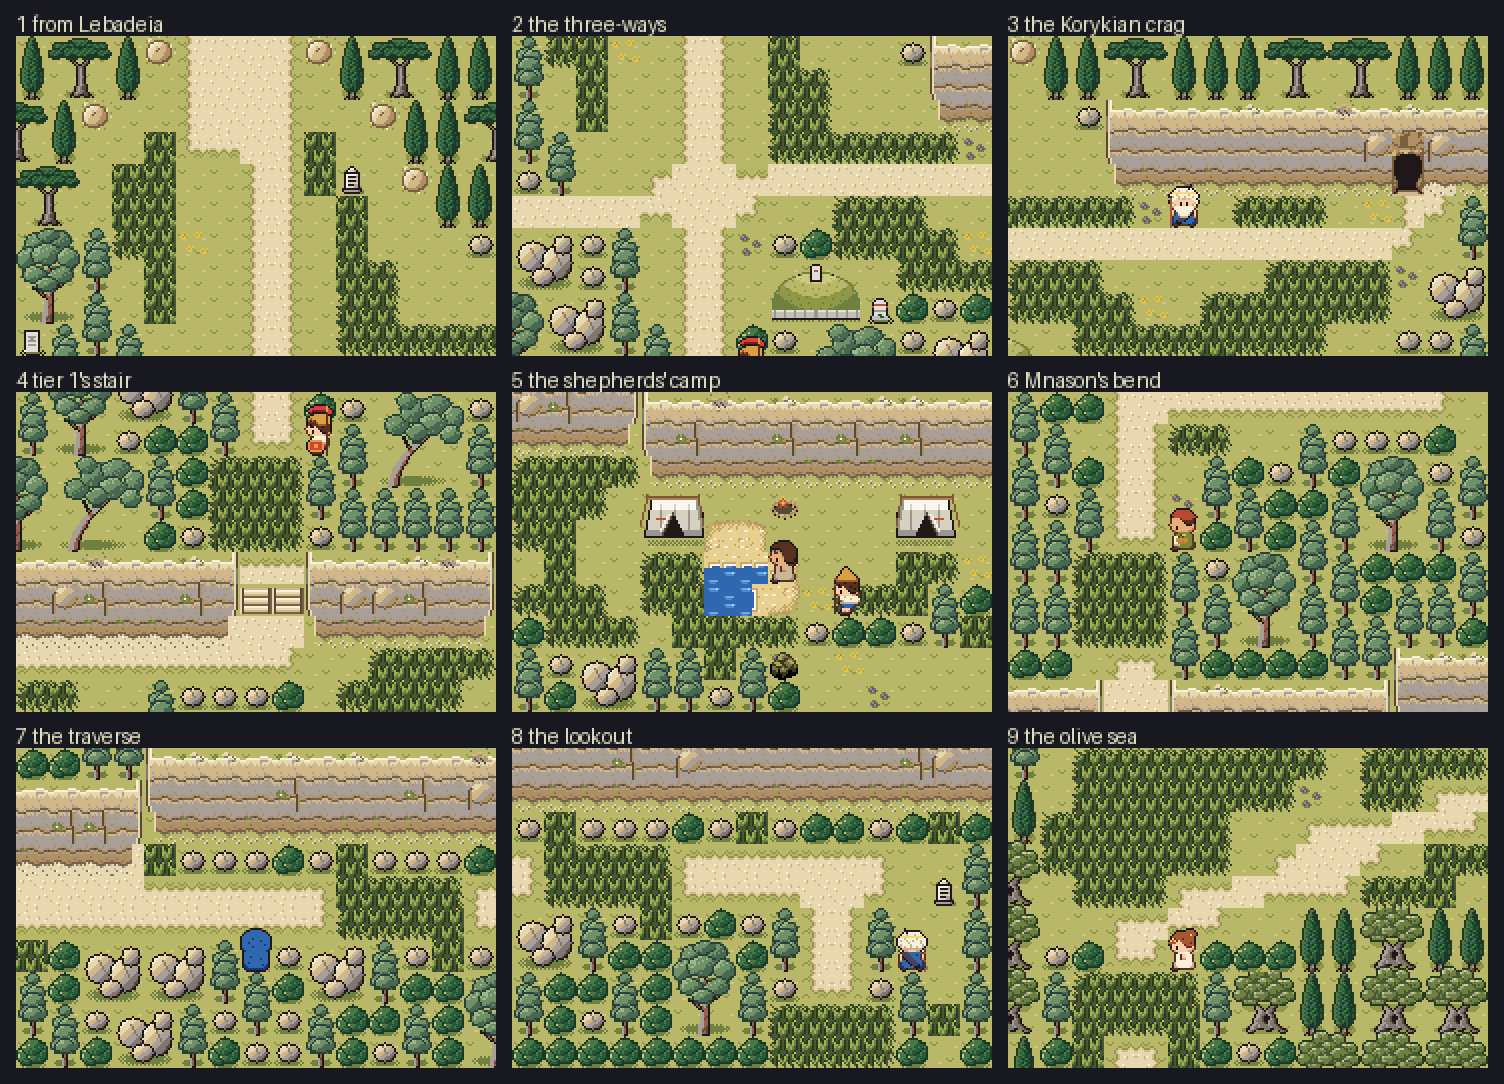 1 from Lebadeia
2 the three-ways
3 the Korykian crag
4 tier 1's stair
5 the shepherds' camp
6 Mnason's bend
7 the traverse
8 the lookout
9 the olive sea